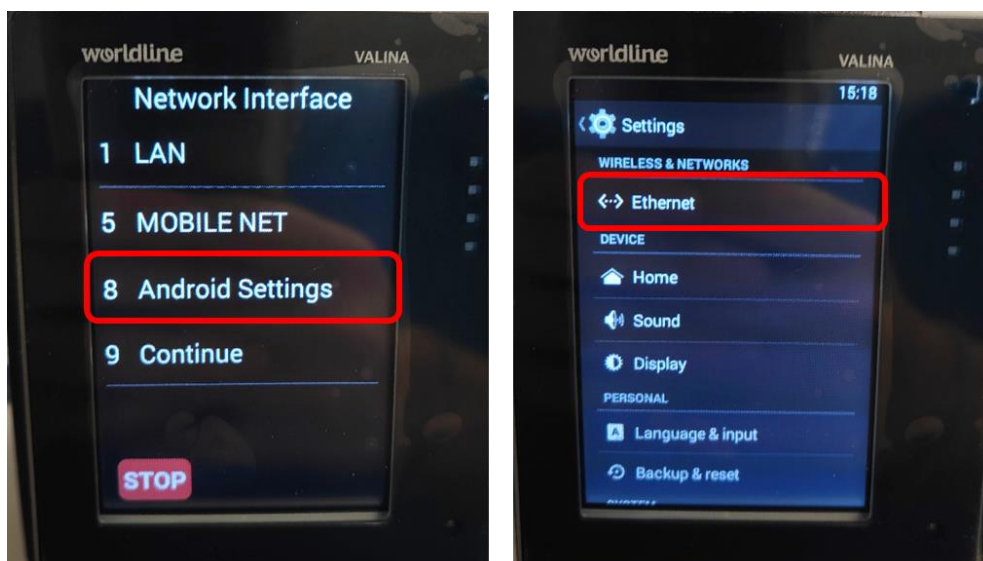 worldline VALINA
Network Interface
1 LAN
5 MOBILE NET
8 Android Settings
9 Continue
STOP
worldline VALINA
15:18
Settings
WIRELESS & NETWORKS
Ethernet
DEVICE
Home
Sound
Display
PERSONAL
A Language & input
Backup & reset